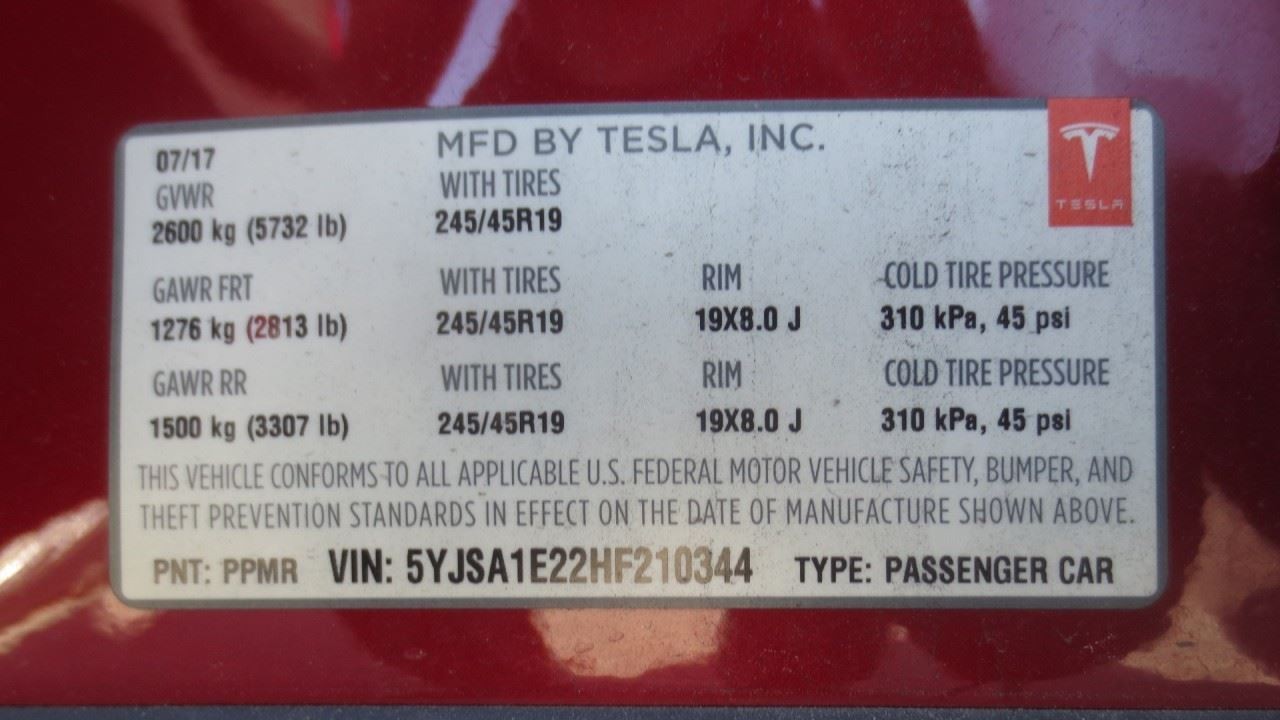 07/17 MFD BY TESLA, INC.
GVWR WITH TIRES
2600 kg (5732 lb) 245/45R19
TESLA
GAWR FRT WITH TIRES RIM COLD TIRE PRESSURE
1276 kg (2813 lb) 245/45R19 19X8.0 J 310 kPa, 45 psi
GAWR RR WITH TIRES RIM COLD TIRE PRESSURE
1500 kg (3307 lb) 245/45R19 19X8.0 J 310 kPa, 45 psi
THIS VEHICLE CONFORMS TO ALL APPLICABLE U.S. FEDERAL MOTOR VEHICLE SAFETY, BUMPER, AND
THEFT PREVENTION STANDARDS IN EFFECT ON THE DATE OF MANUFACTURE SHOWN ABOVE.
PNT: PPMR VIN: 5YJSA1E22HF210344 TYPE: PASSENGER CAR